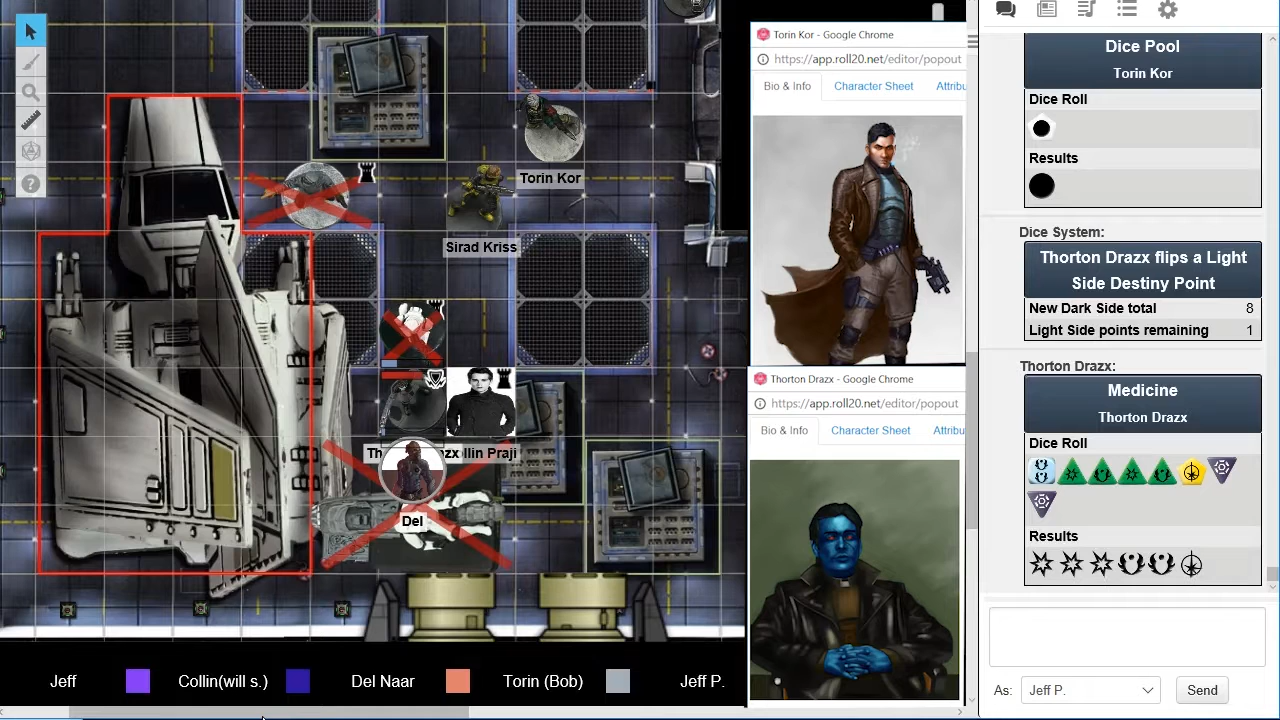 Torin Kor
Sirad Kriss
Th
zx
llin Praji
Del
Jeff
Collin(will s.)
Del Naar
Torin (Bob)
Jeff P.
Torin Kor - Google Chrome
https://app.roll20.net/editor/popout
Bio & Info
Character Sheet
Attribu
Thorton Drazx - Google Chrome
https://app.roll20.net/editor/popout
Bio & Info
Character Sheet
Attribu
Dice Pool
Torin Kor
Dice Roll
Results
Dice System:
Thorton Drazx flips a Light
Side Destiny Point
New Dark Side total 8
Light Side points remaining 1
Thorton Drazx:
Medicine
Thorton Drazx
Dice Roll
Results
As:
Jeff P.
Send